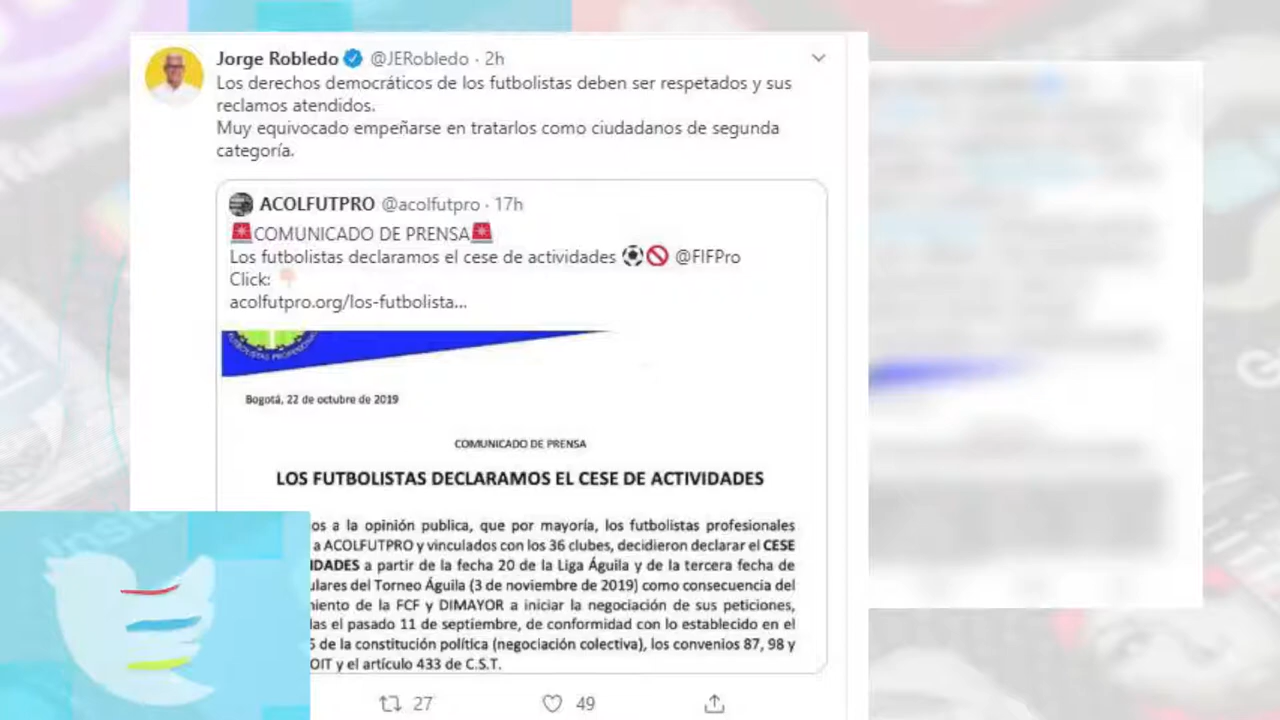 Jorge Robledo @JERobledo · 2h
Los derechos democráticos de los futbolistas deben ser respetados y sus
reclamos atendidos.
Muy equivocado empeñarse en tratarlos como ciudadanos de segunda
categoría.
ACOLFUTPRO @acolfutpro · 17h
🚨COMUNICADO DE PRENSA🚨
Los futbolistas declaramos el cese de actividades ⚽🚫 @FIFPro
Click: 👇
acolfutpro.org/los-futbolista...
FUTBOLISTAS PROFESIONALES
Bogotá, 22 de octubre de 2019
COMUNICADO DE PRENSA
LOS FUTBOLISTAS DECLARAMOS EL CESE DE ACTIVIDADES
os a la opinión publica, que por mayoría, los futbolistas profesionales
a ACOLFUTPRO y vinculados con los 36 clubes, decidieron declarar el CESE
IDADES a partir de la fecha 20 de la Liga Águila y de la tercera fecha de
ulares del Torneo Águila (3 de noviembre de 2019) como consecuencia del
miento de la FCF y DIMAYOR a iniciar la negociación de sus peticiones,
las el pasado 11 de septiembre, de conformidad con lo establecido en el
5 de la constitución política (negociación colectiva), los convenios 87, 98 y
OIT y el artículo 433 de C.S.T.
27 49